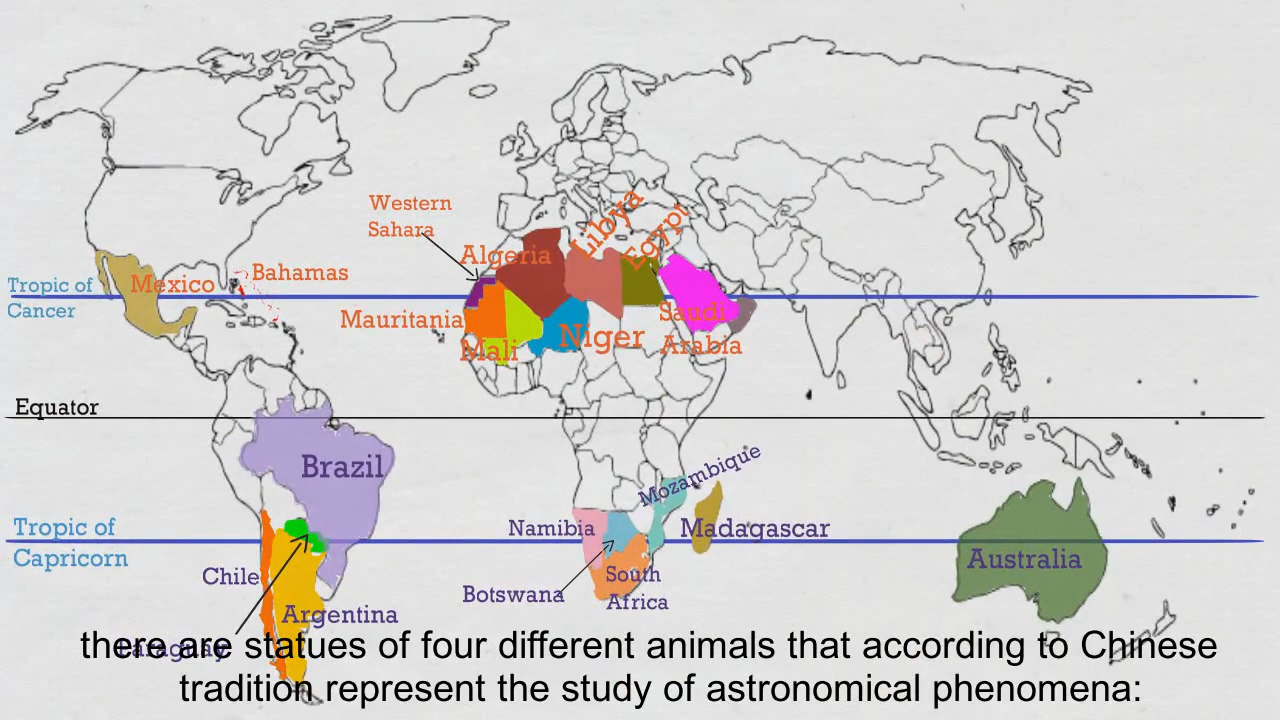 Western
Sahara
Libya
Egypt
Algeria
Tropic of
Cancer
Mexico
Bahamas
Mauritania
Mali
Niger
Saudi
Arabia
Equator
Brazil
Mozambique
Tropic of
Capricorn
Namibia
Madagascar
Australia
Chile
Botswana
South
Africa
Argentina
Paraguay
there are statues of four different animals that according to Chinese
tradition represent the study of astronomical phenomena: